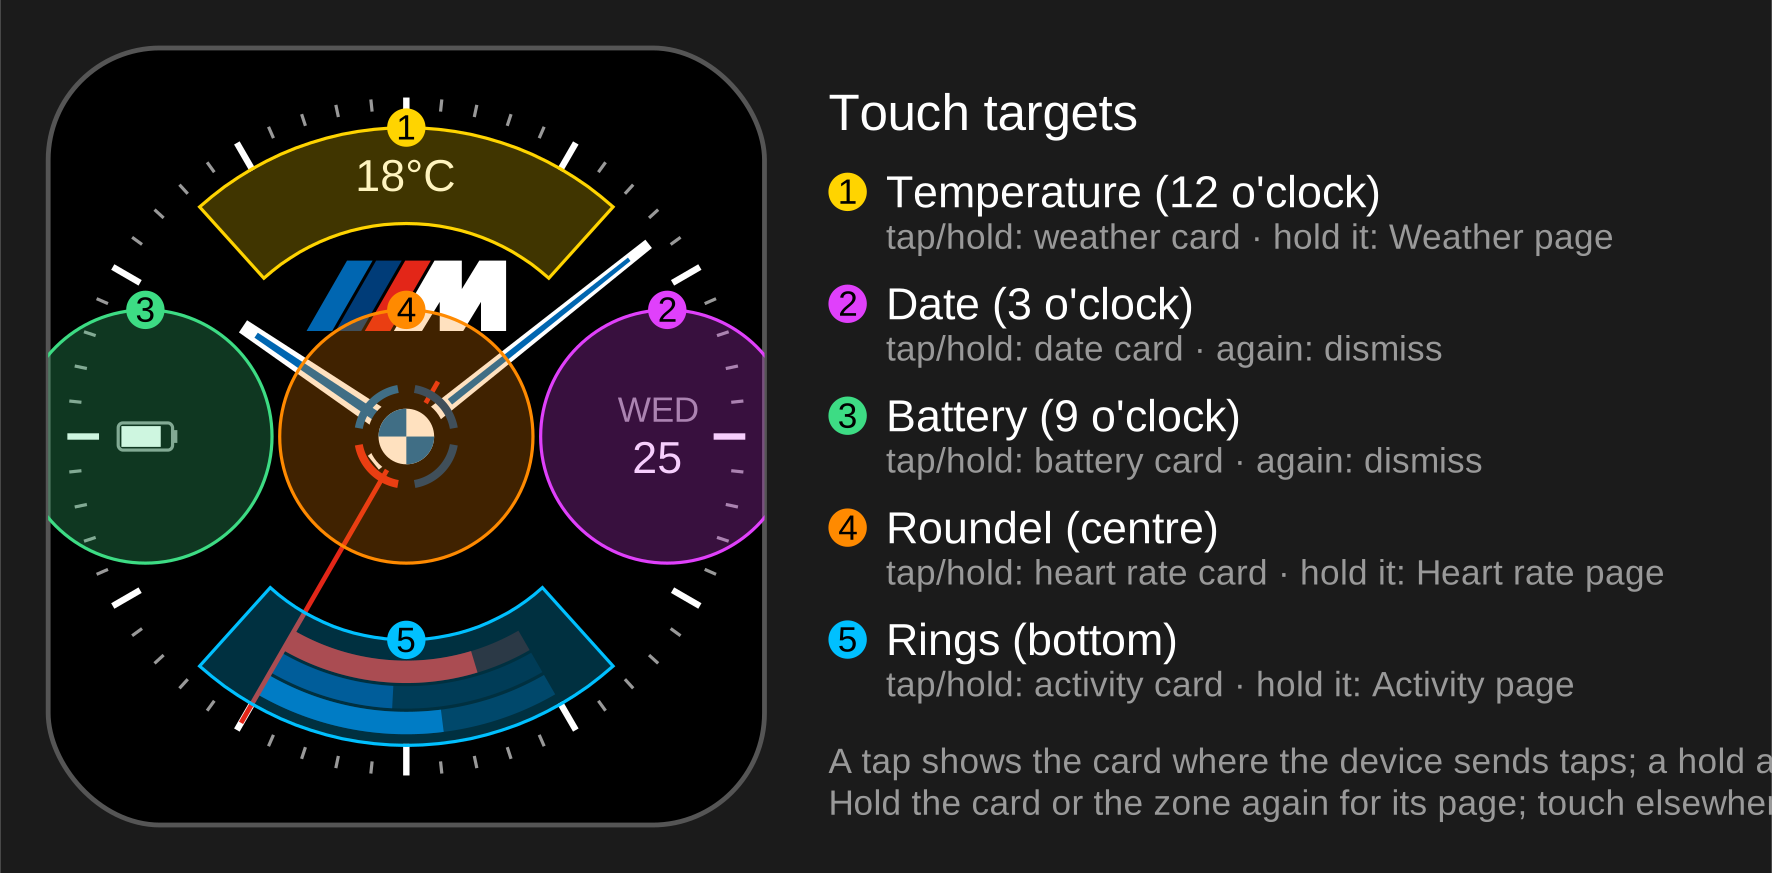 1
18°C
3
4
2
WED
25
5
Touch targets
1 Temperature (12 o'clock)
tap/hold: weather card · hold it: Weather page
2 Date (3 o'clock)
tap/hold: date card · again: dismiss
3 Battery (9 o'clock)
tap/hold: battery card · again: dismiss
4 Roundel (centre)
tap/hold: heart rate card · hold it: Heart rate page
5 Rings (bottom)
tap/hold: activity card · hold it: Activity page
A tap shows the card where the device sends taps; a hold a
Hold the card or the zone again for its page; touch